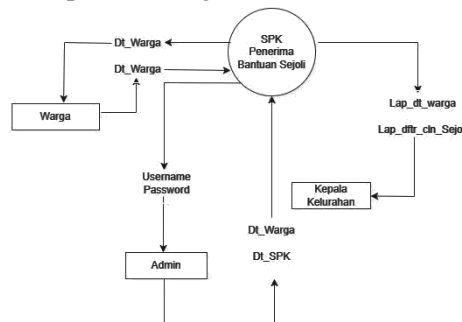 SPK
Penerima
Bantuan Sejoli
Dt_Warga
Dt_Warga
Warga
Lap_dt_warga
Lap_dftr_cln_Sejo
Username
Password
Kepala
Kelurahan
Dt_Warga
Dt_SPK
Admin